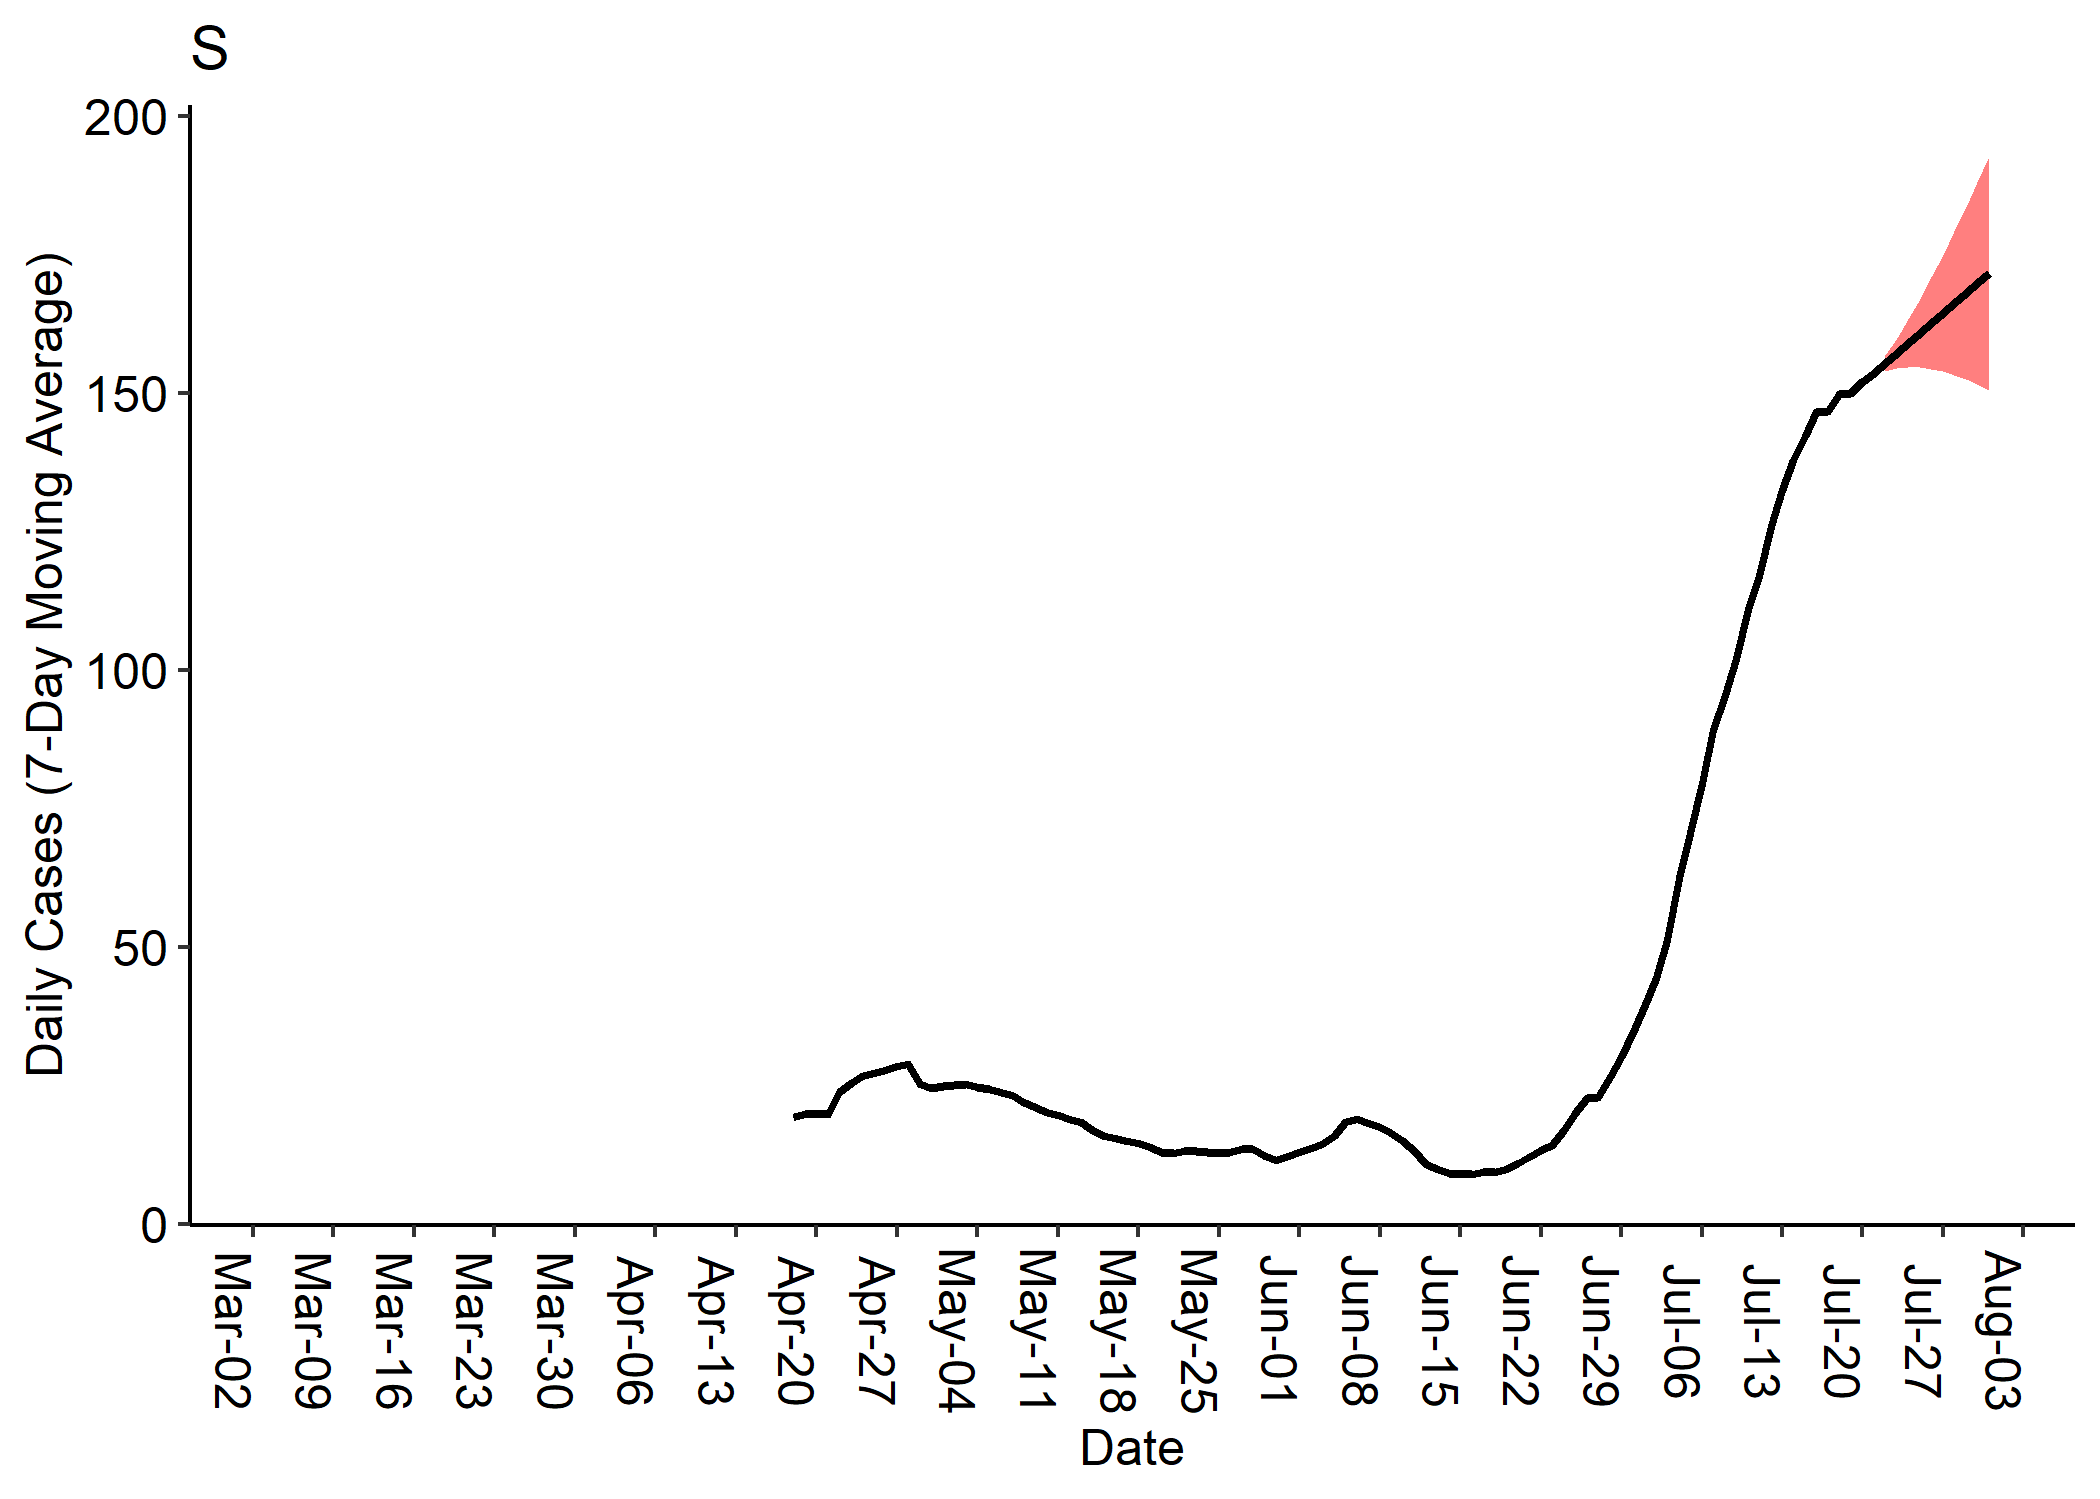 S
Daily Cases (7-Day Moving Average)
200
150
100
50
0
Mar-02
Mar-09
Mar-16
Mar-23
Mar-30
Apr-06
Apr-13
Apr-20
Apr-27
May-04
May-11
May-18
May-25
Jun-01
Jun-08
Jun-15
Jun-22
Jun-29
Jul-06
Jul-13
Jul-20
Jul-27
Aug-03
Date